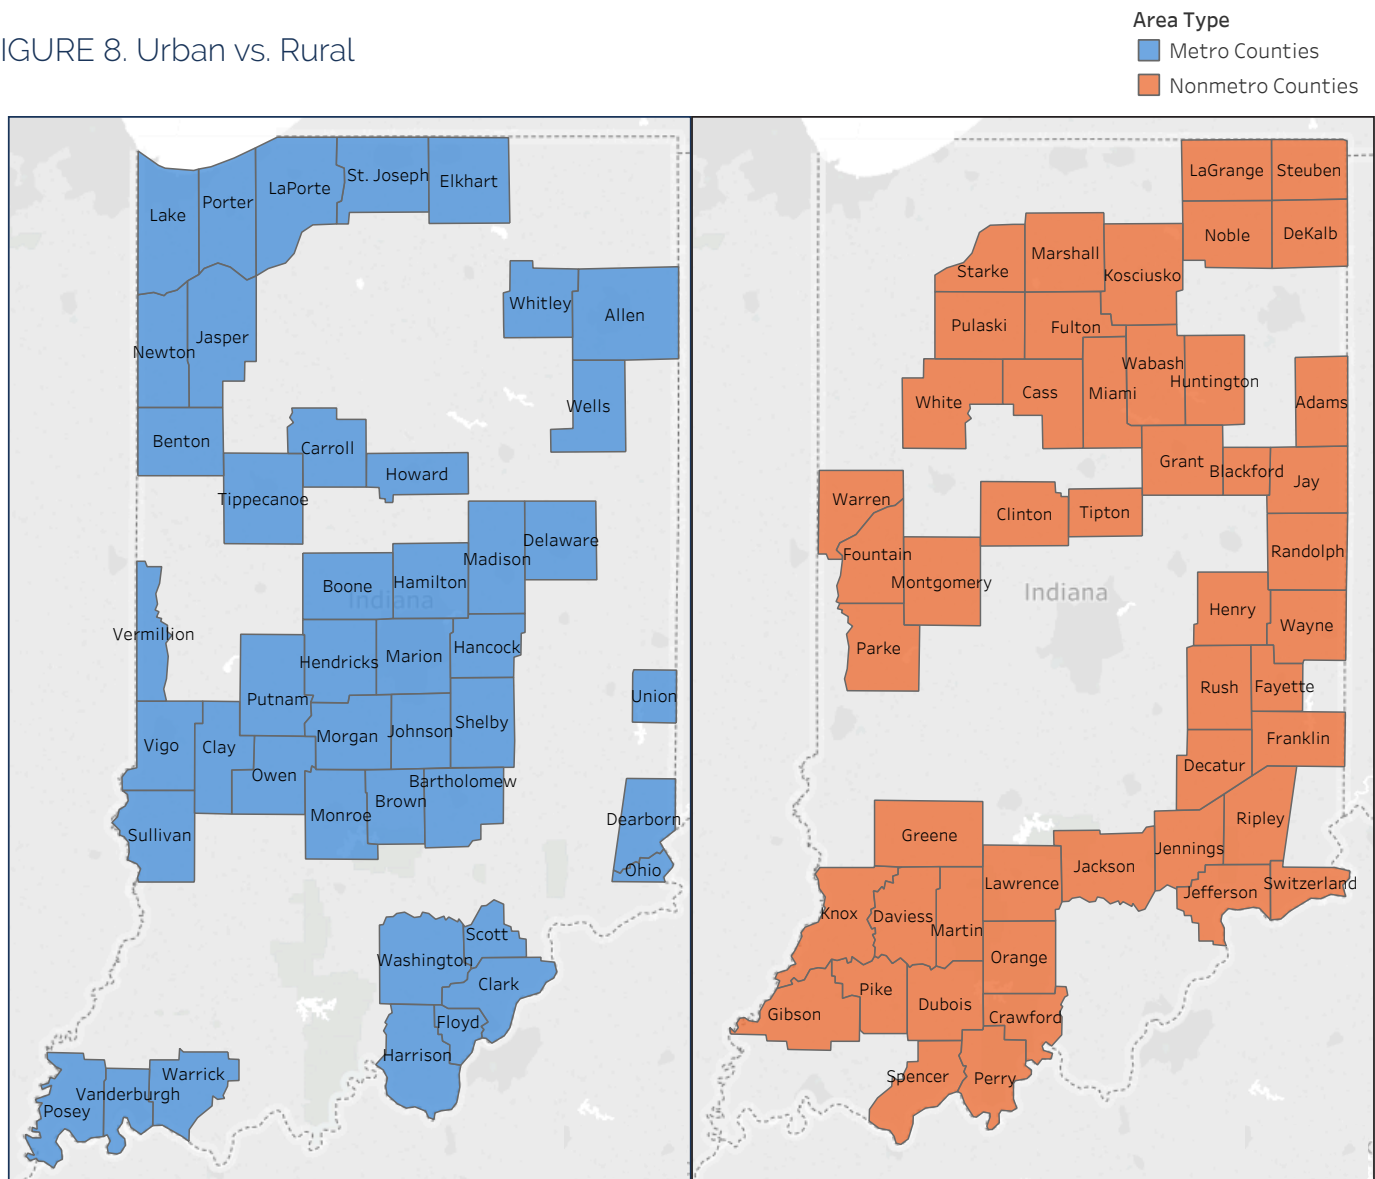 Area Type
IGURE 8. Urban vs. Rural
Metro Counties
Nonmetro Counties
Lake
Porter
LaPorte
St. Joseph
Elkhart
Whitley
Allen
Newton
Jasper
Wells
Benton
Carroll
Howard
Tippecanoe
Madison
Delaware
Boone
Hamilton
Indiana
Vermillion
Hendricks
Marion
Hancock
Putnam
Union
Vigo
Clay
Morgan
Johnson
Shelby
Owen
Bartholomew
Monroe
Brown
Sullivan
Dearborn
Ohio
Scott
Washington
Clark
Floyd
Harrison
Warrick
Vanderburgh
Posey
LaGrange
Steuben
Noble
DeKalb
Marshall
Starke
Kosciusko
Pulaski
Fulton
Wabash
Huntington
White
Cass
Miami
Adams
Grant
Blackford
Jay
Warren
Clinton
Tipton
Fountain
Randolph
Montgomery
Indiana
Henry
Wayne
Parke
Rush
Fayette
Franklin
Decatur
Ripley
Greene
Jennings
Jackson
Lawrence
Jefferson
Switzerland
Knox
Daviess
Martin
Orange
Pike
Dubois
Gibson
Crawford
Spencer
Perry